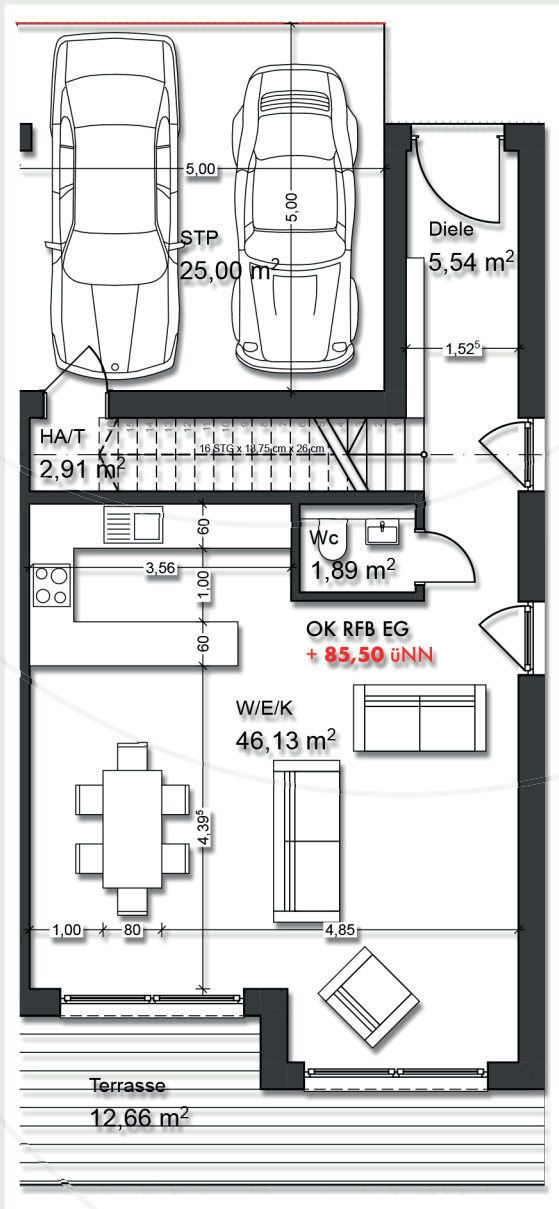 5,00
5,00
STP
25,00 m²
Diele
5,54 m²
1,52⁵
HA/T
2,91 m²
16 STG x 18,75 cm x 26 cm
60
Wc
1,89 m²
3,56
1,00
60
OK RFB EG
+ 85,50 üNN
W/E/K
46,13 m²
4,39⁵
1,00
80
4,85
Terrasse
12,66 m²